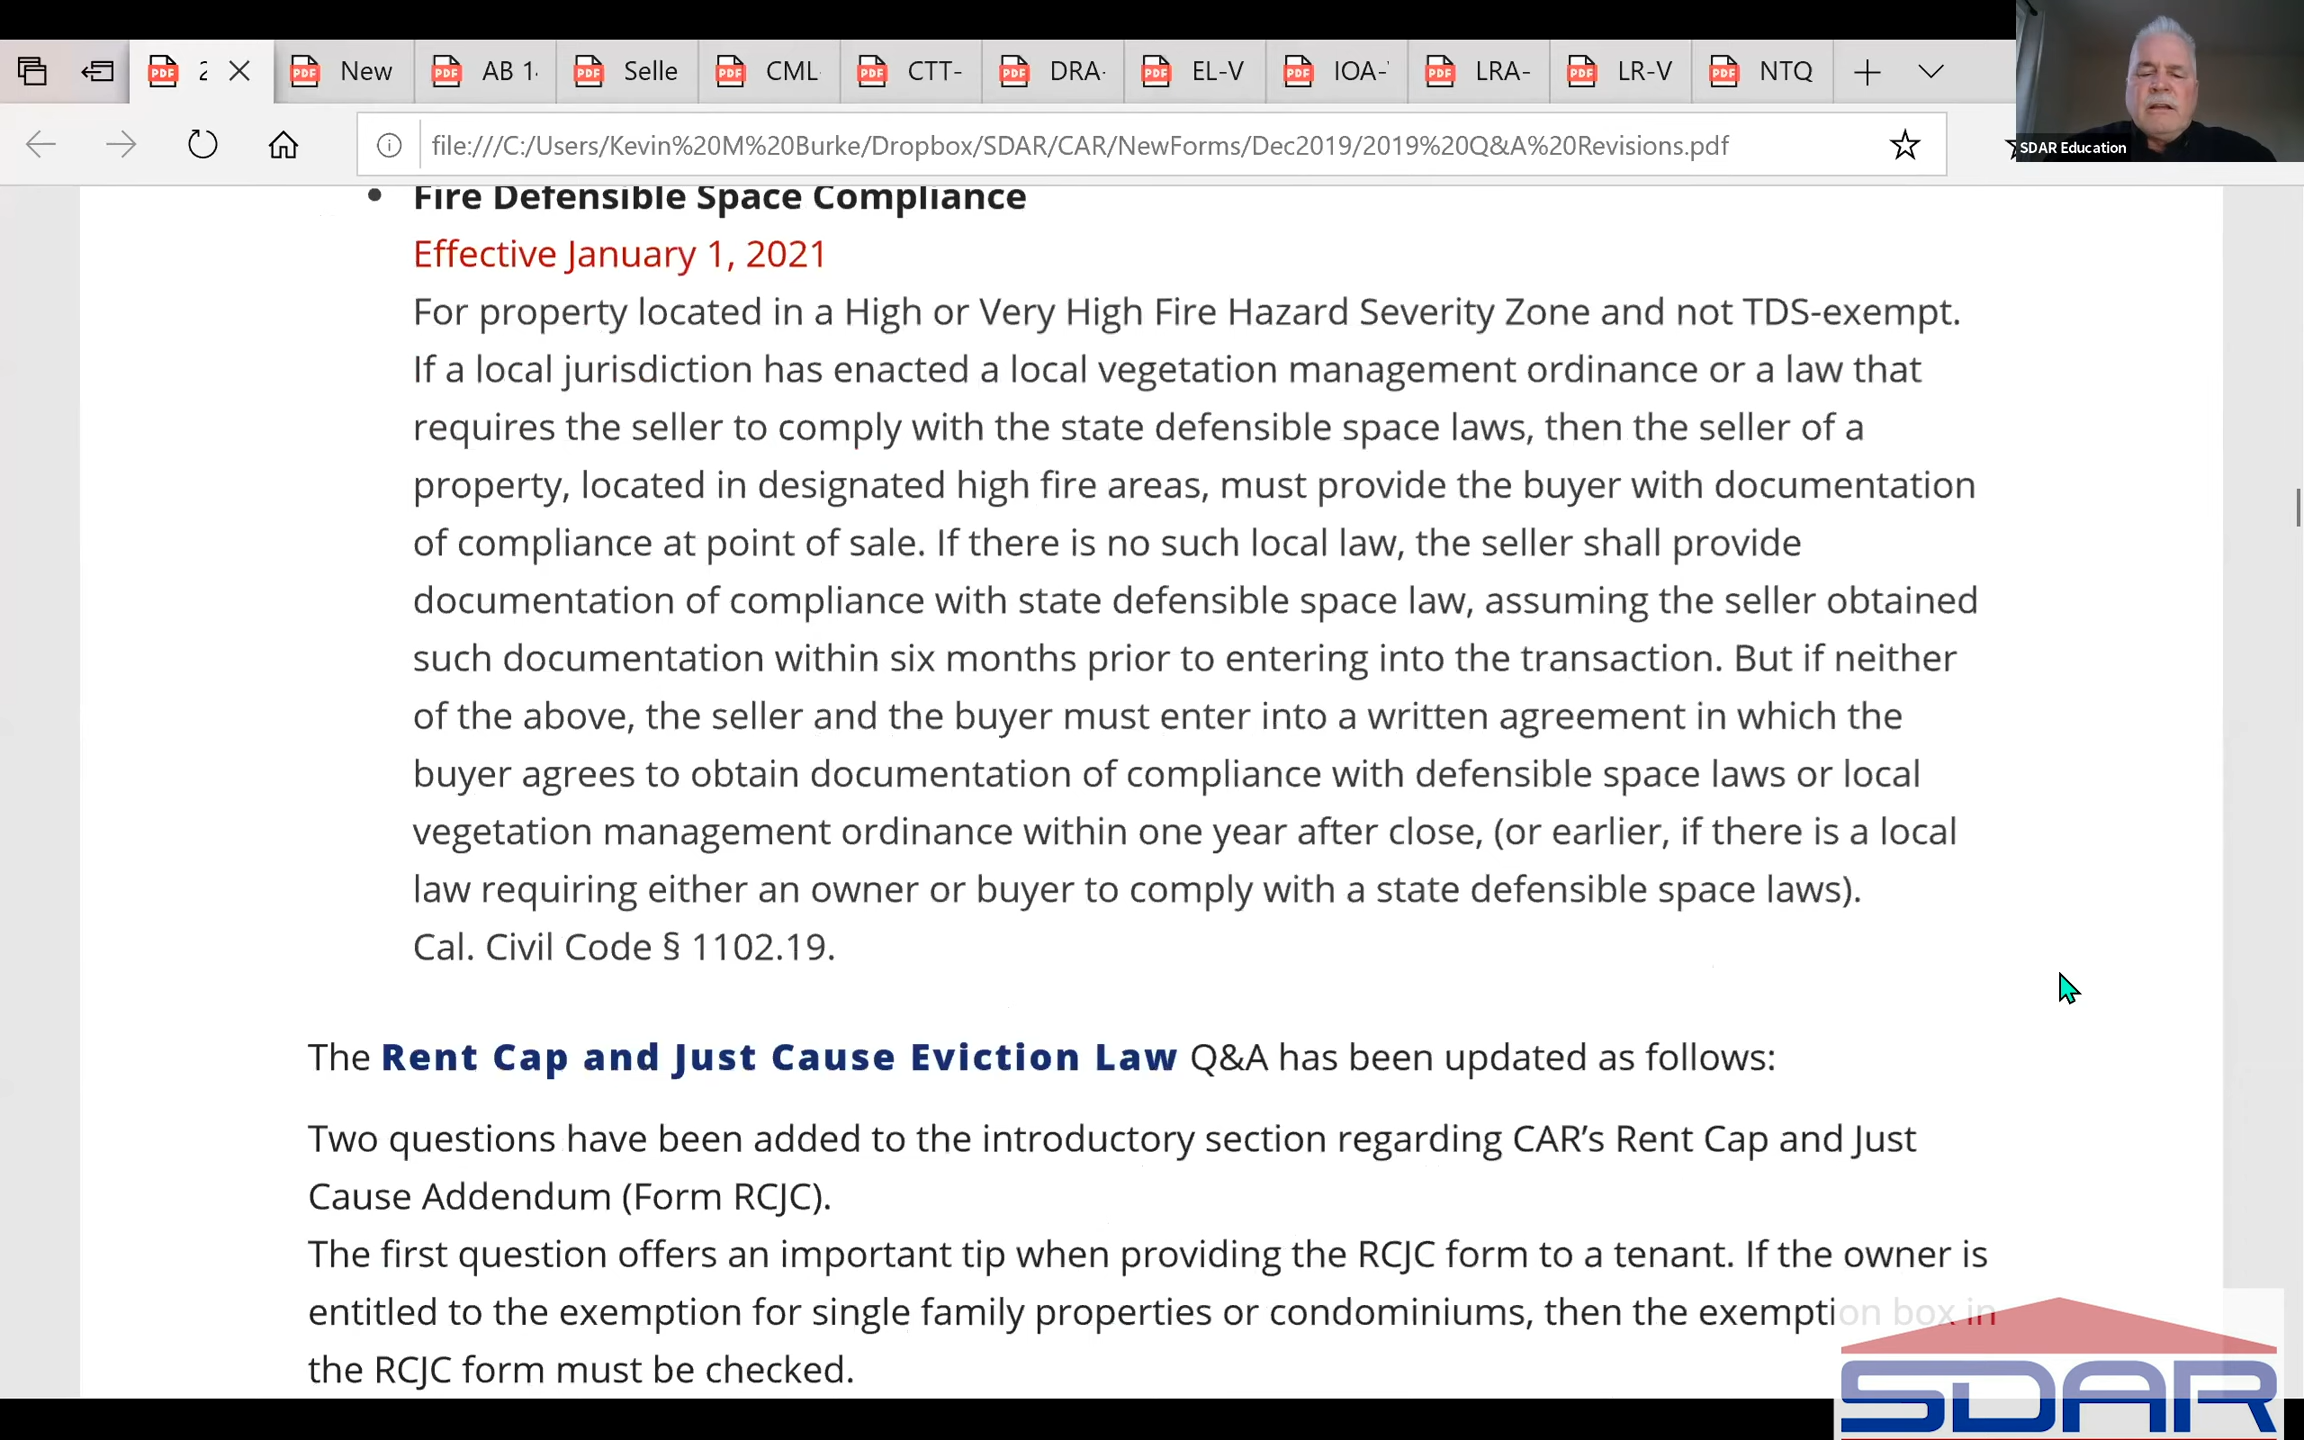 2
New
AB 1
Selle
CML
CTT-
DRA-
EL-V
IOA-
LRA-
LR-V
NTQ
file:///C:/Users/Kevin%20M%20Burke/Dropbox/SDAR/CAR/NewForms/Dec2019/2019%20Q&A%20Revisions.pdf
SDAR Education
• Fire Defensible Space Compliance
Effective January 1, 2021
For property located in a High or Very High Fire Hazard Severity Zone and not TDS-exempt.
If a local jurisdiction has enacted a local vegetation management ordinance or a law that
requires the seller to comply with the state defensible space laws, then the seller of a
property, located in designated high fire areas, must provide the buyer with documentation
of compliance at point of sale. If there is no such local law, the seller shall provide
documentation of compliance with state defensible space law, assuming the seller obtained
such documentation within six months prior to entering into the transaction. But if neither
of the above, the seller and the buyer must enter into a written agreement in which the
buyer agrees to obtain documentation of compliance with defensible space laws or local
vegetation management ordinance within one year after close, (or earlier, if there is a local
law requiring either an owner or buyer to comply with a state defensible space laws).
Cal. Civil Code § 1102.19.
The Rent Cap and Just Cause Eviction Law Q&A has been updated as follows:
Two questions have been added to the introductory section regarding CAR’s Rent Cap and Just
Cause Addendum (Form RCJC).
The first question offers an important tip when providing the RCJC form to a tenant. If the owner is
entitled to the exemption for single family properties or condominiums, then the exemption box in
the RCJC form must be checked.
SDAR